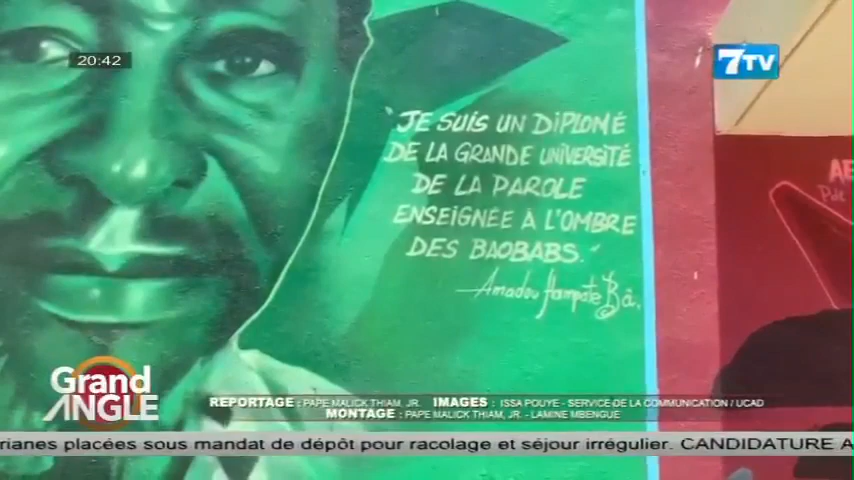 20:42
7TV
"JE SUIS UN DIPLOMÉ
DE LA GRANDE UNIVERSITÉ
DE LA PAROLE
ENSEIGNÉE À L'OMBRE
DES BAOBABS."
Amadou Hampate Bâ.
Grand
ANGLE
REPORTAGE : PAPE MALICK THIAM, JR. IMAGES : ISSA POUYE - SERVICE DE LA COMMUNICATION / UCAD
MONTAGE : PAPE MALICK THIAM, JR. - LAMINE MBENGUE
rianes placées sous mandat de dépôt pour racolage et séjour irrégulier. CANDIDATURE A